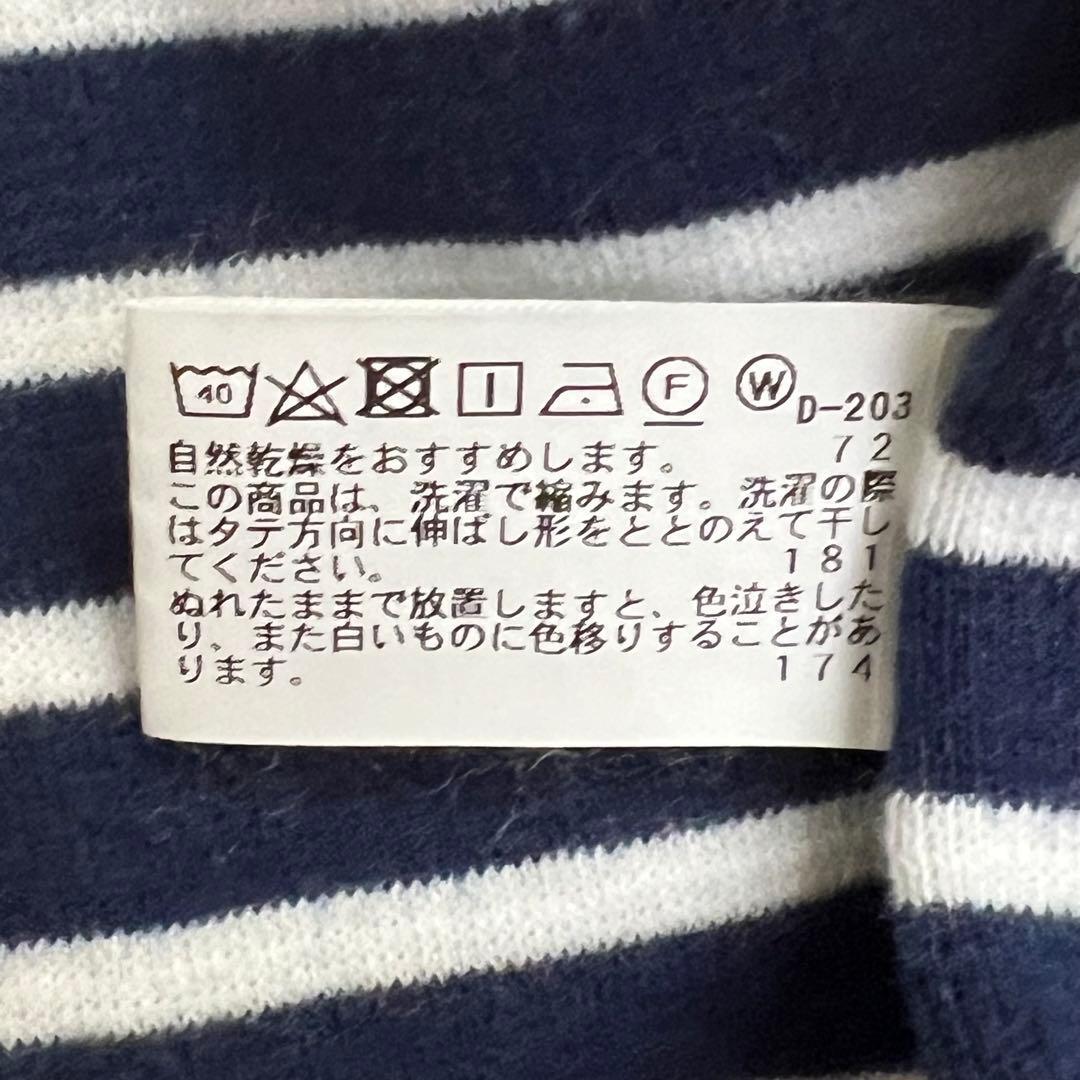 40 F W D-203
自然乾燥をおすすめします。 72
この商品は、洗濯で縮みます。洗濯の際
はタテ方向に伸ばし形をととのえて干し
てください。 181
ぬれたままで放置しますと、色泣きした
り、また白いものに色移りすることがあ
ります。 174